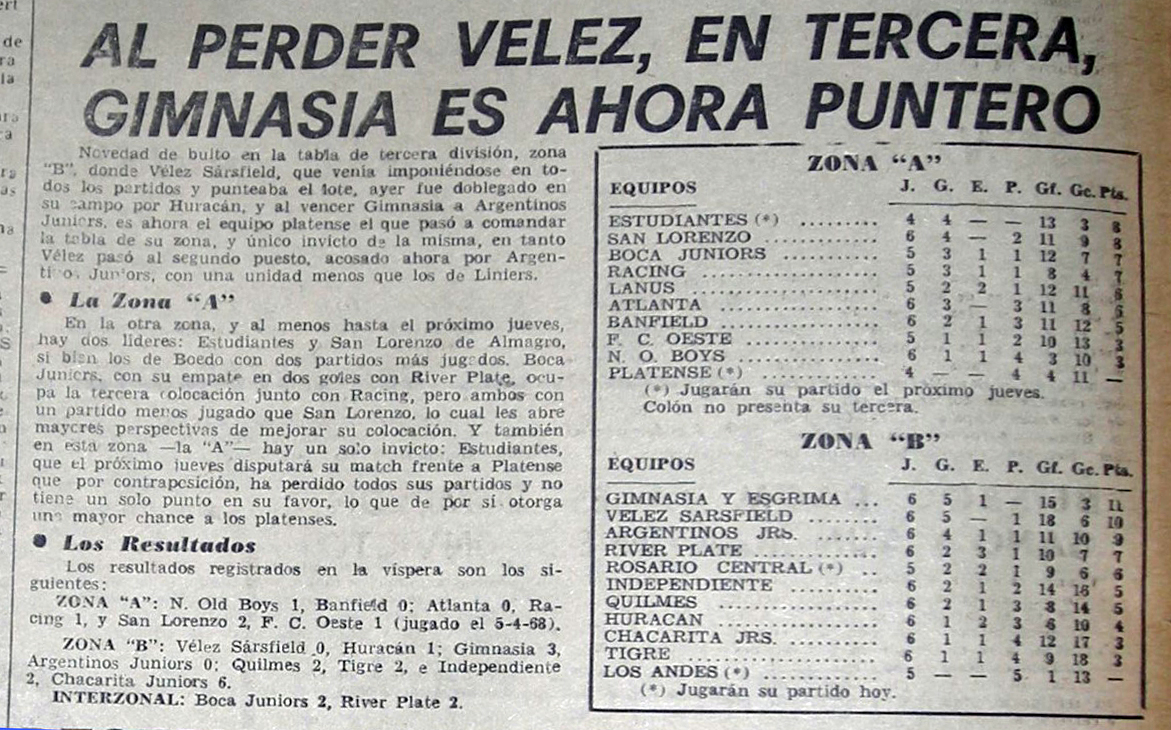 AL PERDER VELEZ, EN TERCERA,
GIMNASIA ES AHORA PUNTERO
Novedad de bulto en la tabla de tercera división, zona
"B", donde Vélez Sársfield, que venía imponiéndose en to-
dos los partidos y punteaba el lote, ayer fue doblegado en
su campo por Huracán, y al vencer Gimnasia a Argentinos
Juniors, es ahora el equipo platense el que pasó a comandar
la tabla de su zona, y único invicto de la misma, en tanto
Vélez pasó al segundo puesto, acosado ahora por Argen-
tinos Juniors, con una unidad menos que los de Liniers.
● La Zona "A"
En la otra zona, y al menos hasta el próximo jueves,
hay dos líderes: Estudiantes y San Lorenzo de Almagro,
si bien los de Boedo con dos partidos más jugados. Boca
Juniors, con su empate en dos goles con River Plate, ocu-
pa la tercera colocación junto con Racing, pero ambos con
un partido menos jugado que San Lorenzo, lo cual les abre
mayores perspectivas de mejorar su colocación. Y también
en esta zona —la "A"— hay un solo invicto: Estudiantes,
que el próximo jueves disputará su match frente a Platense
que por contraposición, ha perdido todos sus partidos y no
tiene un solo punto en su favor, lo que de por sí otorga
una mayor chance a los platenses.
● Los Resultados
Los resultados registrados en la víspera son los si-
guientes:
ZONA "A": N. Old Boys 1, Banfield 0; Atlanta 0, Ra-
cing 1, y San Lorenzo 2, F. C. Oeste 1 (jugado el 5-4-68).
ZONA "B": Vélez Sársfield 0, Huracán 1; Gimnasia 3,
Argentinos Juniors 0; Quilmes 2, Tigre 2, e Independiente
2, Chacarita Juniors 6.
INTERZONAL: Boca Juniors 2, River Plate 2.
ZONA "A"
EQUIPOS J. G. E. P. Gf. Gc. Pts.
ESTUDIANTES (*) ........ 4 4 — — 13 3 8
SAN LORENZO ............ 6 4 — 2 11 9 8
BOCA JUNIORS ........... 5 3 1 1 12 7 7
RACING ................. 5 3 1 1 8 4 7
LANUS .................. 5 2 2 1 12 11 6
ATLANTA ................ 6 3 — 3 11 8 6
BANFIELD ............... 6 2 1 3 11 12 5
F. C. OESTE ............ 5 1 1 2 10 13 3
N. O. BOYS ............. 6 1 1 4 3 10 3
PLATENSE (*) ........... 4 — — 4 4 11 —
(*) Jugarán su partido el próximo jueves.
Colón no presenta su tercera.
ZONA "B"
EQUIPOS J. G. E. P. Gf. Gc. Pts.
GIMNASIA Y ESGRIMA ... 6 5 1 — 15 3 11
VELEZ SARSFIELD ........ 6 5 — 1 18 6 10
ARGENTINOS JRS. ........ 6 4 1 1 11 10 9
RIVER PLATE ............ 6 2 3 1 10 7 7
ROSARIO CENTRAL (*) .. 5 2 2 1 9 6 6
INDEPENDIENTE .......... 6 2 1 2 14 16 5
QUILMES ................ 6 2 1 3 8 14 5
HURACAN ................ 6 1 2 3 6 10 4
CHACARITA JRS. ......... 6 1 1 4 12 17 3
TIGRE .................. 6 1 1 4 9 18 3
LOS ANDES (*) .......... 5 — — 5 1 13 —
(*) Jugarán su partido hoy.